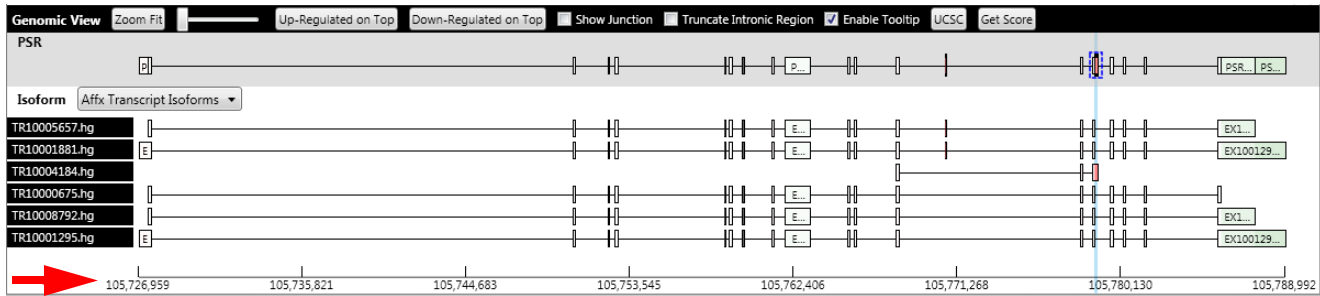 Genomic View Zoom Fit Up-Regulated on Top Down-Regulated on Top Show Junction Truncate Intronic Region Enable Tooltip UCSC Get Score
PSR
P P... PSR... PS...
Isoform Affx Transcript Isoforms
TR10005657.hg E... EX1...
TR10001881.hg E E... EX100129...
TR10004184.hg
TR10000675.hg E...
TR10008792.hg E... EX1...
TR10001295.hg E E... EX100129...
105,726,959 105,735,821 105,744,683 105,753,545 105,762,406 105,771,268 105,780,130 105,788,992